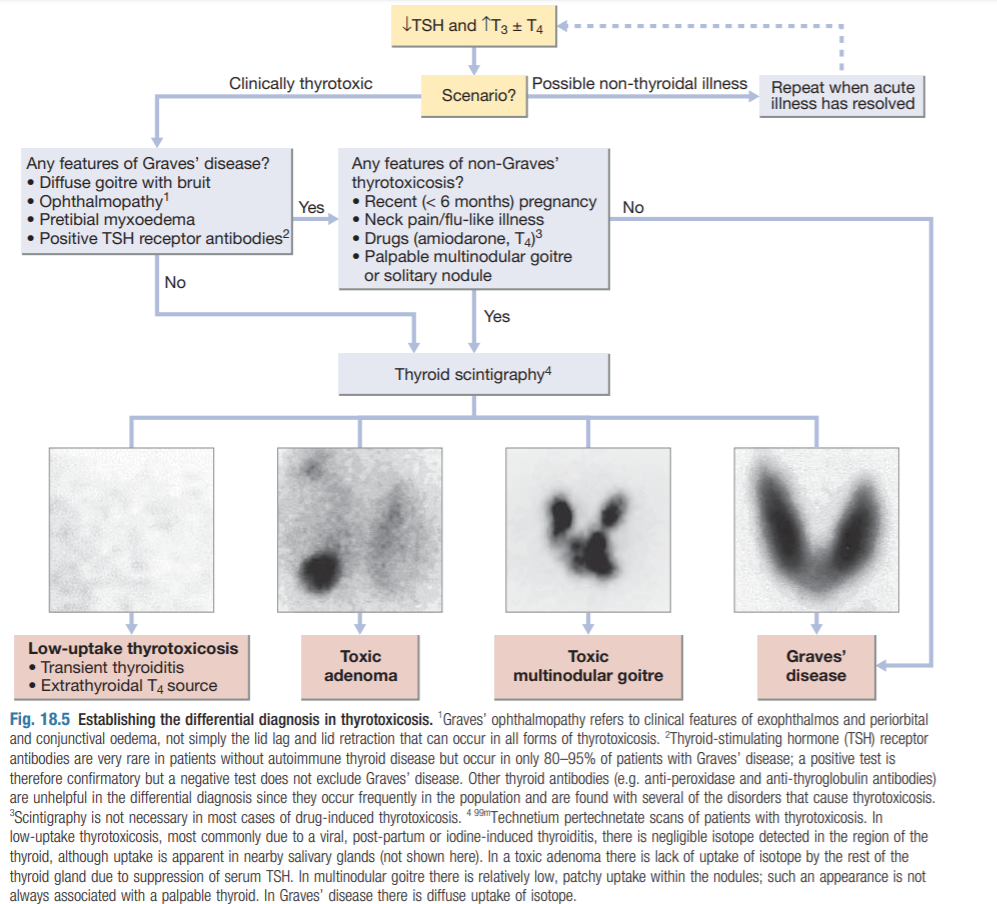 ↓TSH and ↑T₃ ± T₄
Clinically thyrotoxic
Scenario?
Possible non-thyroidal illness
Repeat when acute
illness has resolved
Any features of Graves’ disease?
• Diffuse goitre with bruit
• Ophthalmopathy¹
• Pretibial myxoedema
• Positive TSH receptor antibodies²
Yes
Any features of non-Graves’
thyrotoxicosis?
• Recent (< 6 months) pregnancy
• Neck pain/flu-like illness
• Drugs (amiodarone, T₄)³
• Palpable multinodular goitre
or solitary nodule
No
No
Yes
Thyroid scintigraphy⁴
Low-uptake thyrotoxicosis
• Transient thyroiditis
• Extrathyroidal T₄ source
Toxic
adenoma
Toxic
multinodular goitre
Graves’
disease
Fig. 18.5 Establishing the differential diagnosis in thyrotoxicosis. ¹Graves’ ophthalmopathy refers to clinical features of exophthalmos and periorbital
and conjunctival oedema, not simply the lid lag and lid retraction that can occur in all forms of thyrotoxicosis. ²Thyroid-stimulating hormone (TSH) receptor
antibodies are very rare in patients without autoimmune thyroid disease but occur in only 80–95% of patients with Graves’ disease; a positive test is
therefore confirmatory but a negative test does not exclude Graves’ disease. Other thyroid antibodies (e.g. anti-peroxidase and anti-thyroglobulin antibodies)
are unhelpful in the differential diagnosis since they occur frequently in the population and are found with several of the disorders that cause thyrotoxicosis.
³Scintigraphy is not necessary in most cases of drug-induced thyrotoxicosis. ⁴ ⁹⁹ᵐTechnetium pertechnetate scans of patients with thyrotoxicosis. In
low-uptake thyrotoxicosis, most commonly due to a viral, post-partum or iodine-induced thyroiditis, there is negligible isotope detected in the region of the
thyroid, although uptake is apparent in nearby salivary glands (not shown here). In a toxic adenoma there is lack of uptake of isotope by the rest of the
thyroid gland due to suppression of serum TSH. In multinodular goitre there is relatively low, patchy uptake within the nodules; such an appearance is not
always associated with a palpable thyroid. In Graves’ disease there is diffuse uptake of isotope.